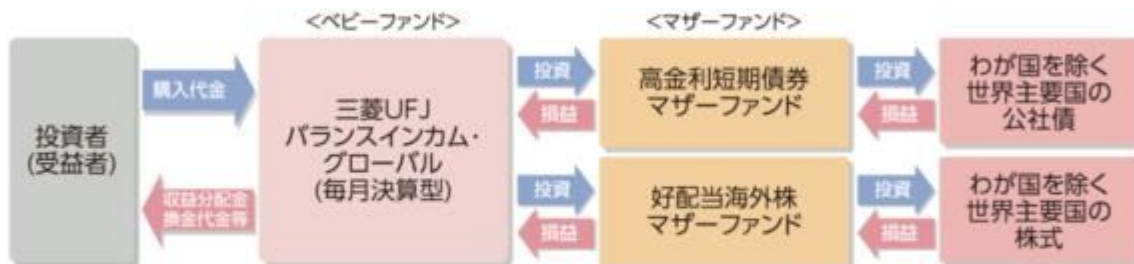 <ベビーファンド>
<マザーファンド>
投資者
(受益者)
購入代金
収益分配金
換金代金等
三菱UFJ
バランスインカム・
グローバル
(毎月決算型)
投資
損益
高金利短期債券
マザーファンド
投資
損益
わが国を除く
世界主要国の
公社債
投資
損益
好配当海外株
マザーファンド
投資
損益
わが国を除く
世界主要国の
株式